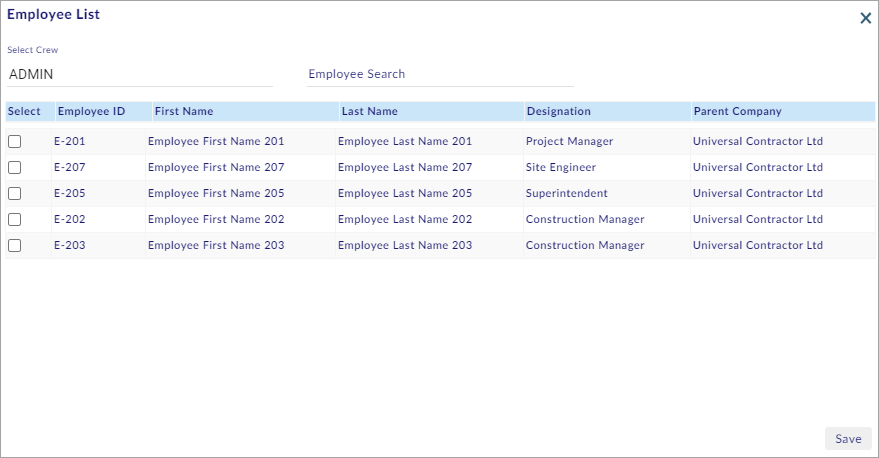 Employee List
Select Crew
ADMIN Employee Search
Select Employee ID First Name Last Name Designation Parent Company
E-201 Employee First Name 201 Employee Last Name 201 Project Manager Universal Contractor Ltd
E-207 Employee First Name 207 Employee Last Name 207 Site Engineer Universal Contractor Ltd
E-205 Employee First Name 205 Employee Last Name 205 Superintendent Universal Contractor Ltd
E-202 Employee First Name 202 Employee Last Name 202 Construction Manager Universal Contractor Ltd
E-203 Employee First Name 203 Employee Last Name 203 Construction Manager Universal Contractor Ltd
Save